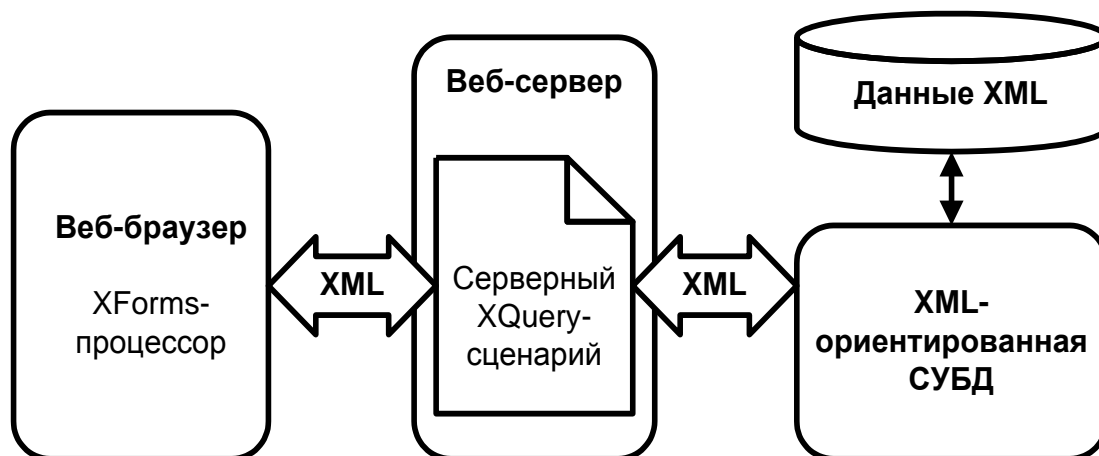 Веб-браузер
XForms-
процессор
XML
Веб-сервер
Серверный
XQuery-
сценарий
XML
Данные XML
XML-
ориентированная
СУБД